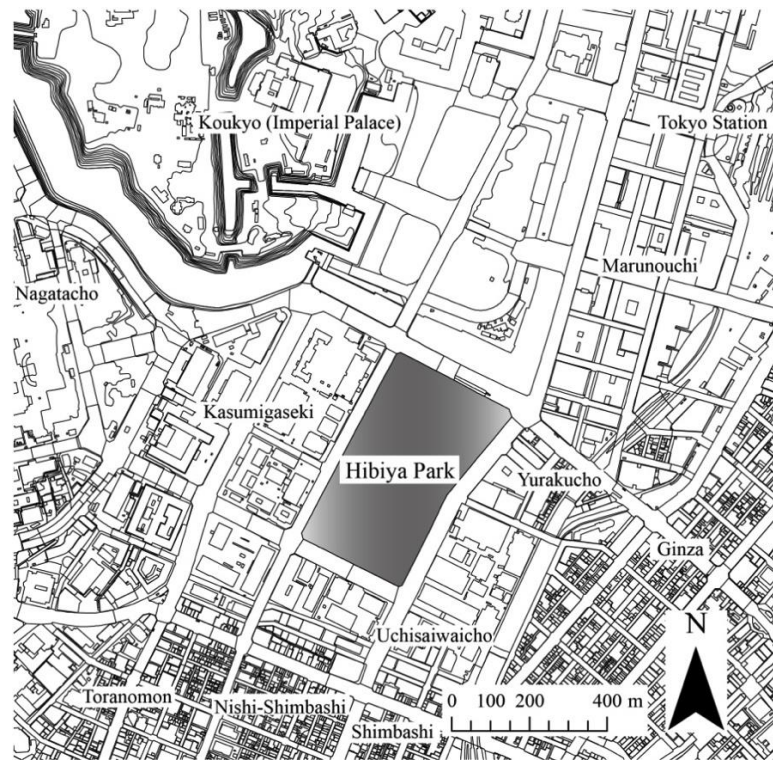 Koukyo (Imperial Palace)
Tokyo Station
Nagatacho
Marunouchi
Kasumigaseki
Hibiya Park
Yurakucho
Ginza
Uchisaiwaicho
N
Toranomon
Nishi-Shimbashi
0 100 200 400 m
Shimbashi